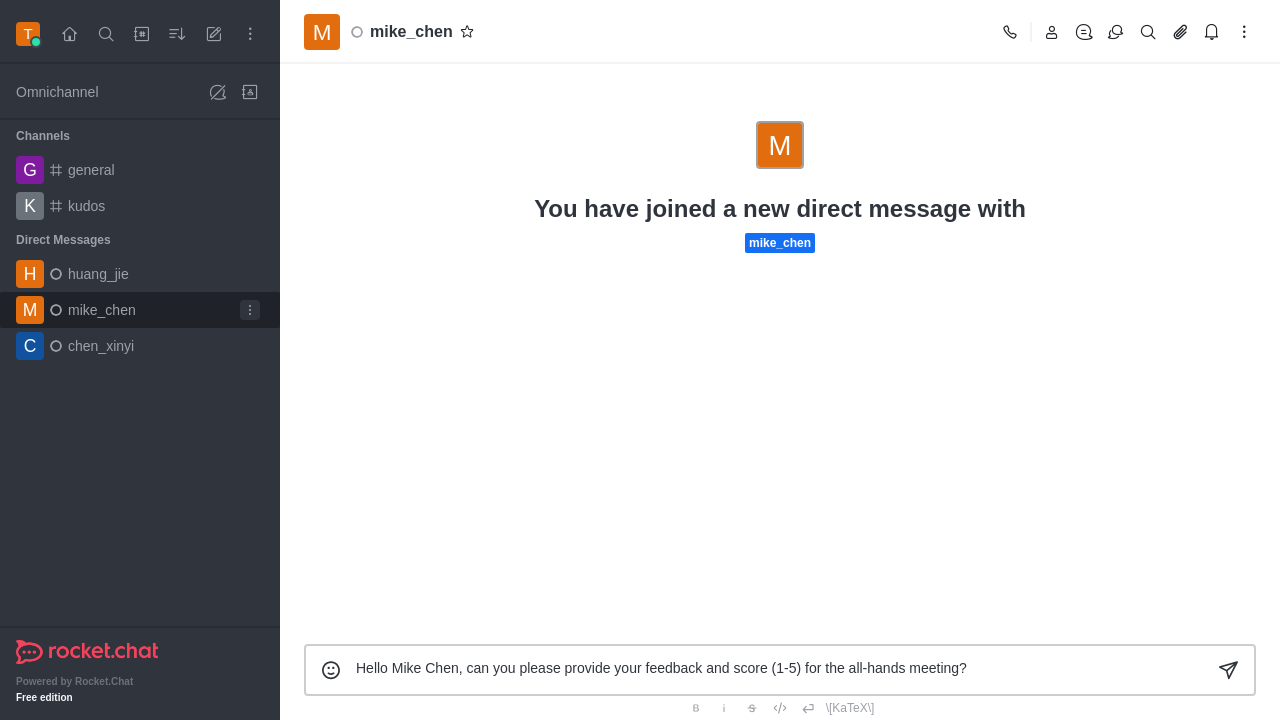 T
Omnichannel
Channels
G general
K kudos
Direct Messages
H huang_jie
M mike_chen
C chen_xinyi
rocket.chat
Powered by Rocket.Chat
Free edition
M mike_chen
M
You have joined a new direct message with
mike_chen
Hello Mike Chen, can you please provide your feedback and score (1-5) for the all-hands meeting?
B i S \[KaTeX\]